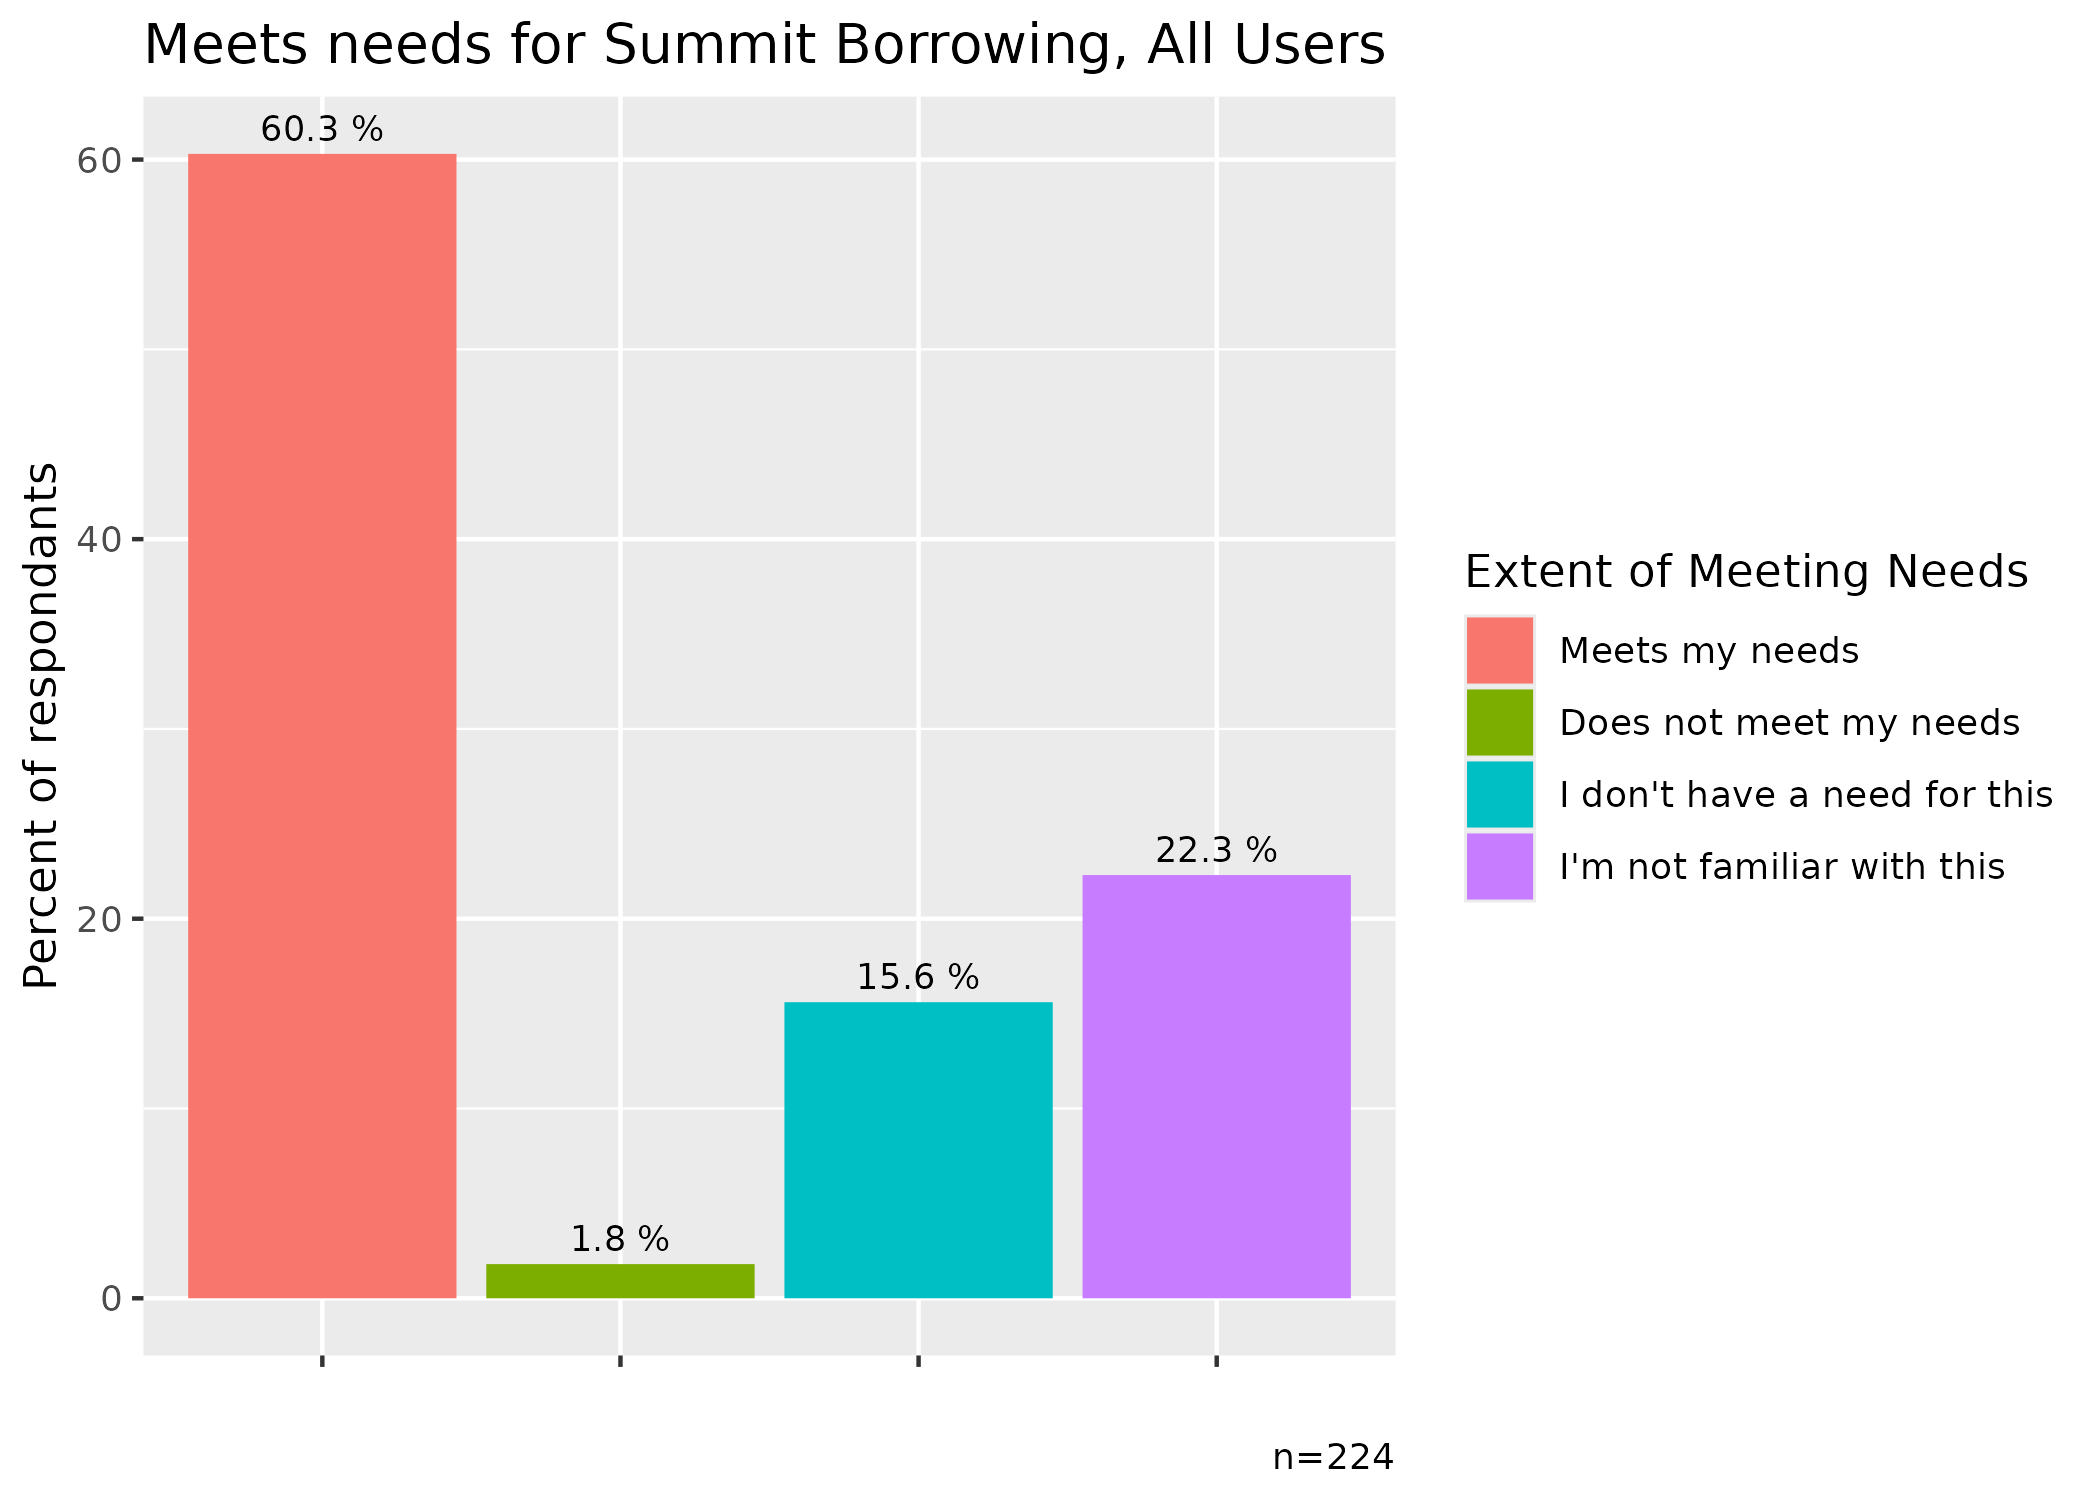 Meets needs for Summit Borrowing, All Users
Percent of respondants
60
40
20
0
60.3 %
1.8 %
15.6 %
22.3 %
Extent of Meeting Needs
Meets my needs
Does not meet my needs
I don't have a need for this
I'm not familiar with this
n=224